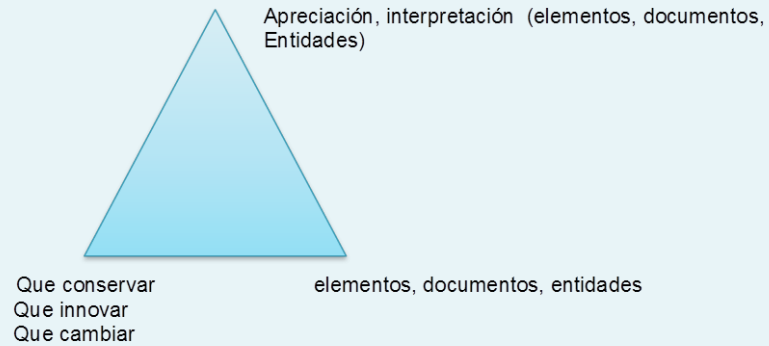 Apreciación, interpretación (elementos, documentos,
Entidades)
Que conservar
elementos, documentos, entidades
Que innovar
Que cambiar